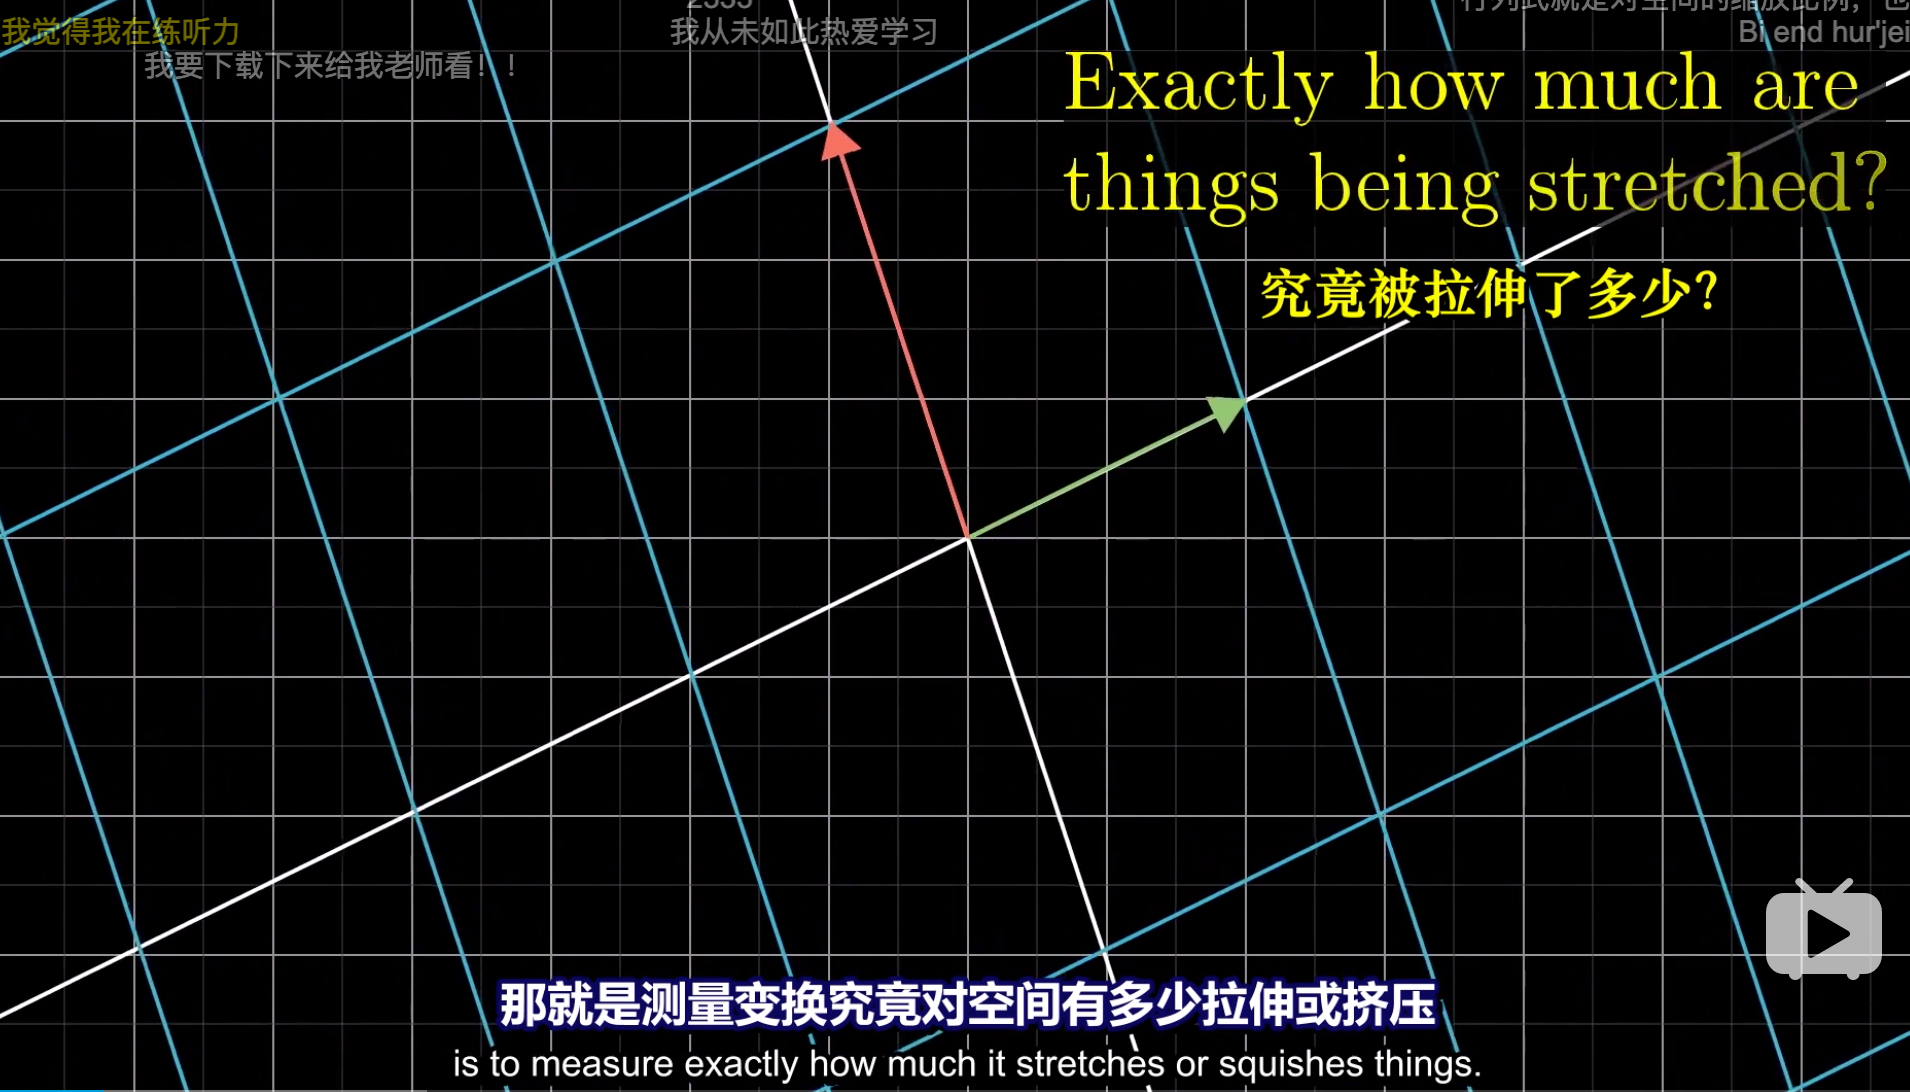 我觉得我在练听力
我从未如此热爱学习
Bi end hur'jei
我要下载下来给我老师看！！
Exactly how much are
things being stretched?
究竟被拉伸了多少?
那就是测量变换究竟对空间有多少拉伸或挤压
is to measure exactly how much it stretches or squishes things.